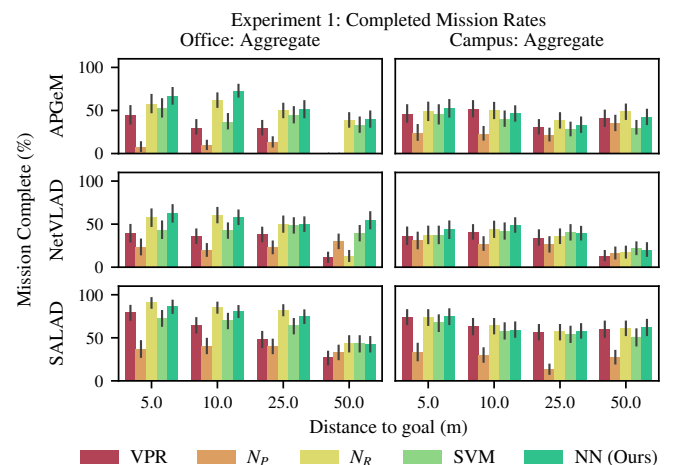 Experiment 1: Completed Mission Rates
Office: Aggregate Campus: Aggregate
Mission Complete (%)
APGeM
100
50
0
NetVLAD
100
50
0
SALAD
100
50
0
5.0 10.0 25.0 50.0 5.0 10.0 25.0 50.0
Distance to goal (m)
VPR N_P N_R SVM NN (Ours)